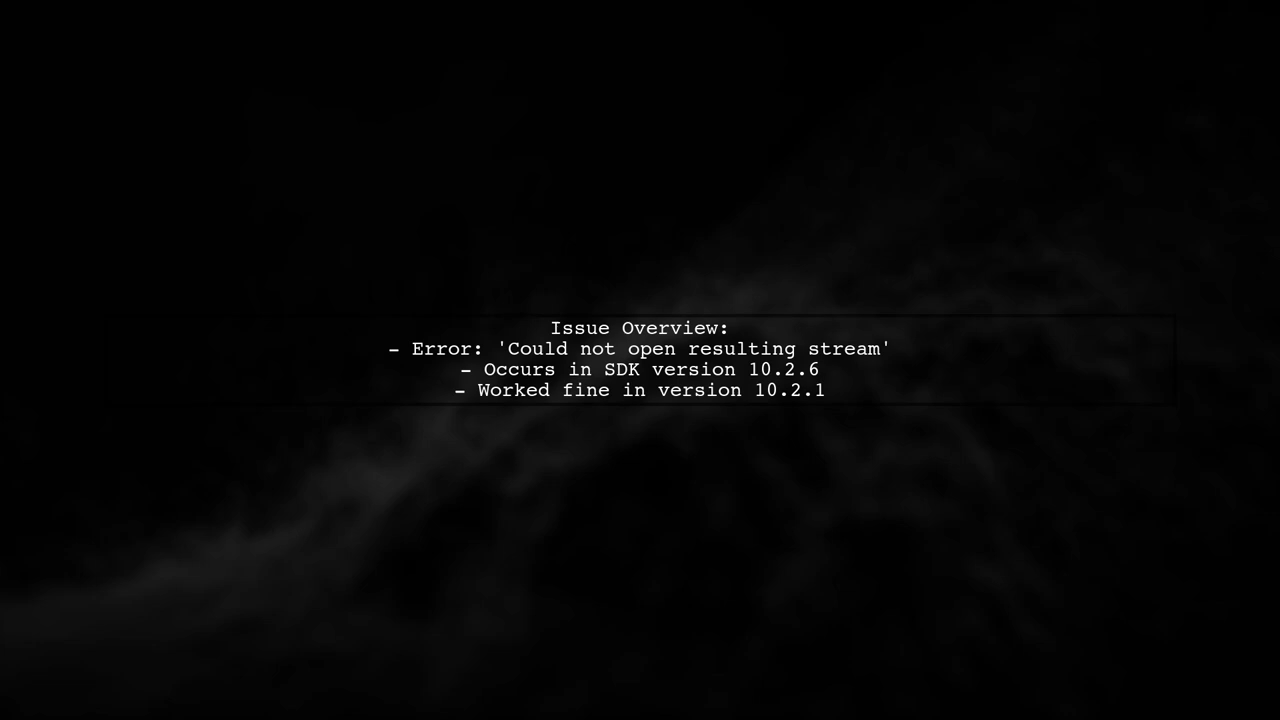 Issue Overview:
- Error: 'Could not open resulting stream'
- Occurs in SDK version 10.2.6
- Worked fine in version 10.2.1